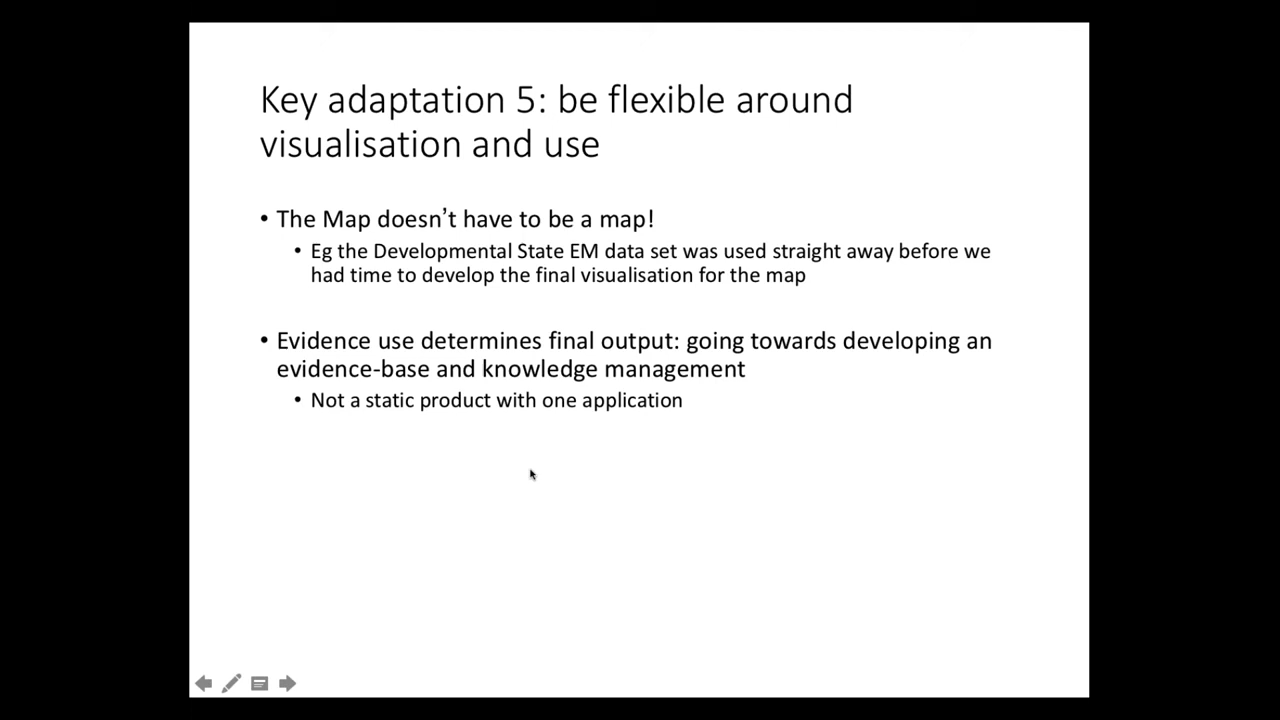 Key adaptation 5: be flexible around
visualisation and use
• The Map doesn't have to be a map!
• Eg the Developmental State EM data set was used straight away before we
had time to develop the final visualisation for the map
• Evidence use determines final output: going towards developing an
evidence-base and knowledge management
• Not a static product with one application